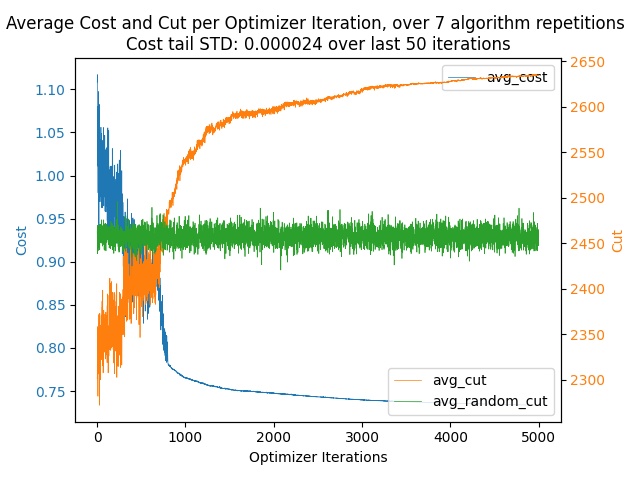 Average Cost and Cut per Optimizer Iteration, over 7 algorithm repetitions
Cost tail STD: 0.000024 over last 50 iterations
avg_cost
avg_cut
avg_random_cut
Cost
1.10
1.05
1.00
0.95
0.90
0.85
0.80
0.75
2650
2600
2550
2500
2450
2400
2350
2300
Cut
0
1000
2000
3000
4000
5000
Optimizer Iterations